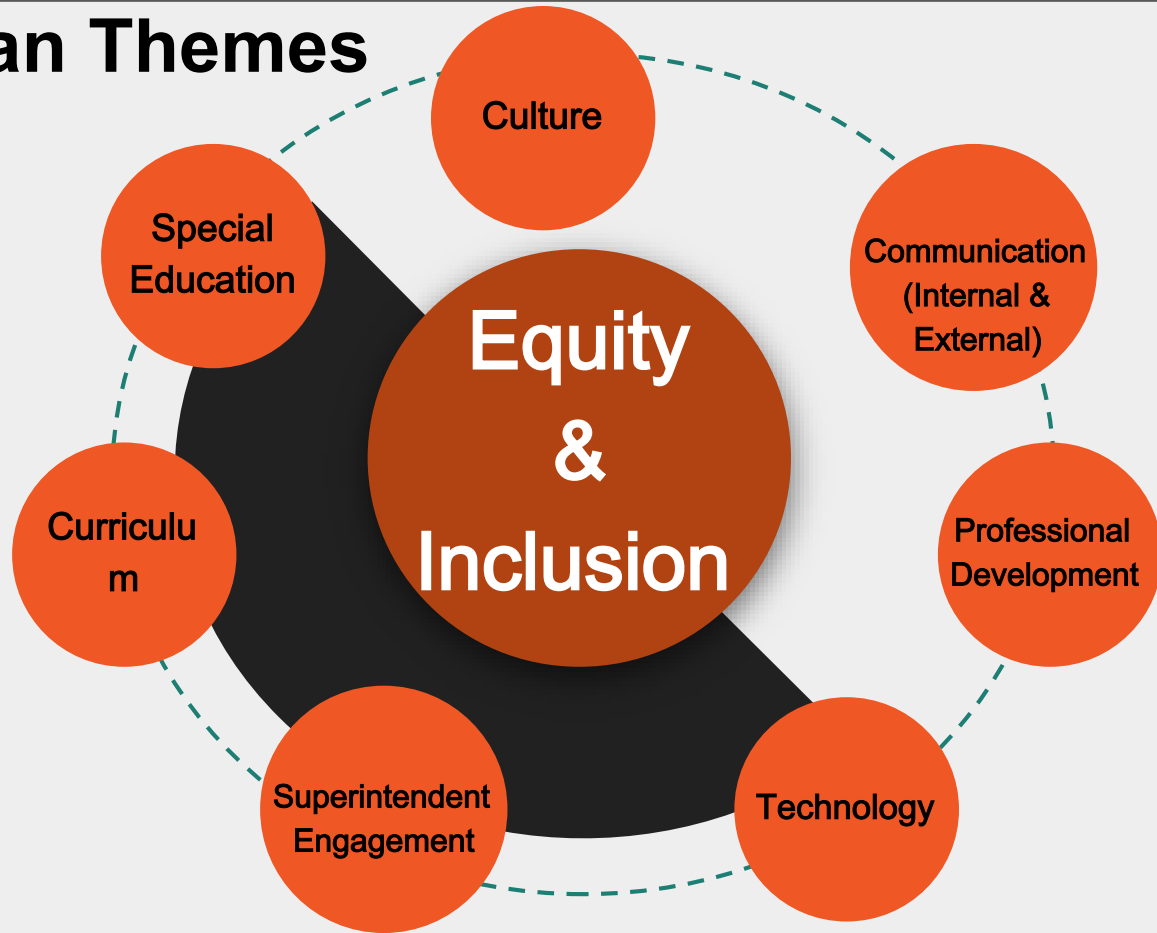 an Themes
Culture
Special
Education
Communication
(Internal &
External)
Equity
&
Inclusion
Curriculu
m
Professional
Development
Superintendent
Engagement
Technology